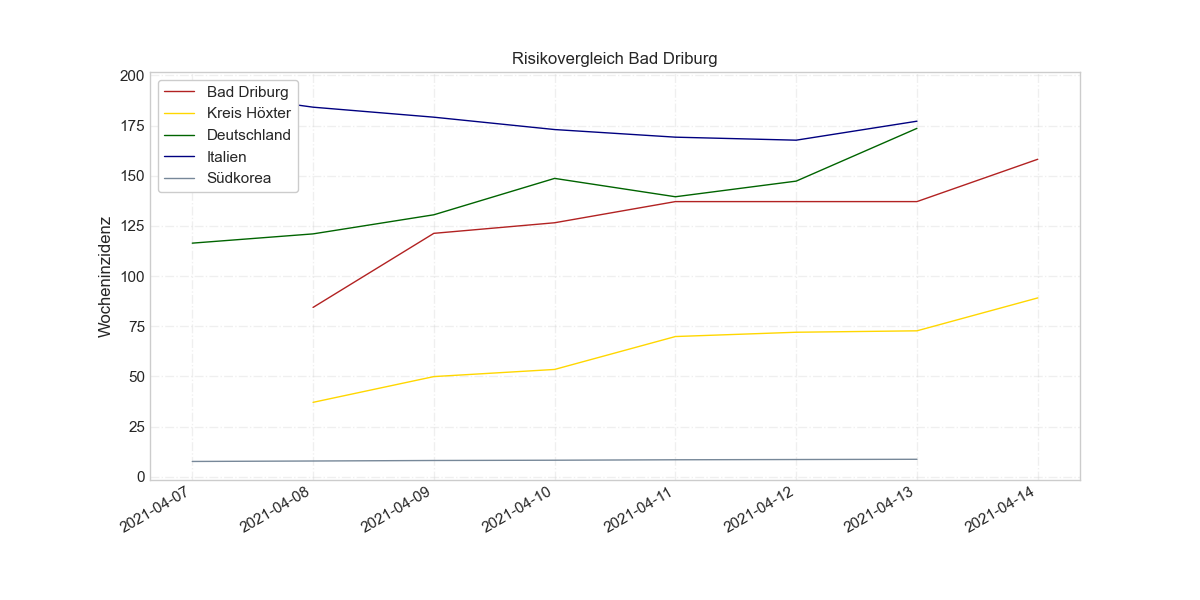 Risikovergleich Bad Driburg
Wocheninzidenz
200
175
150
125
100
75
50
25
0
Bad Driburg
Kreis Höxter
Deutschland
Italien
Südkorea
2021-04-07
2021-04-08
2021-04-09
2021-04-10
2021-04-11
2021-04-12
2021-04-13
2021-04-14